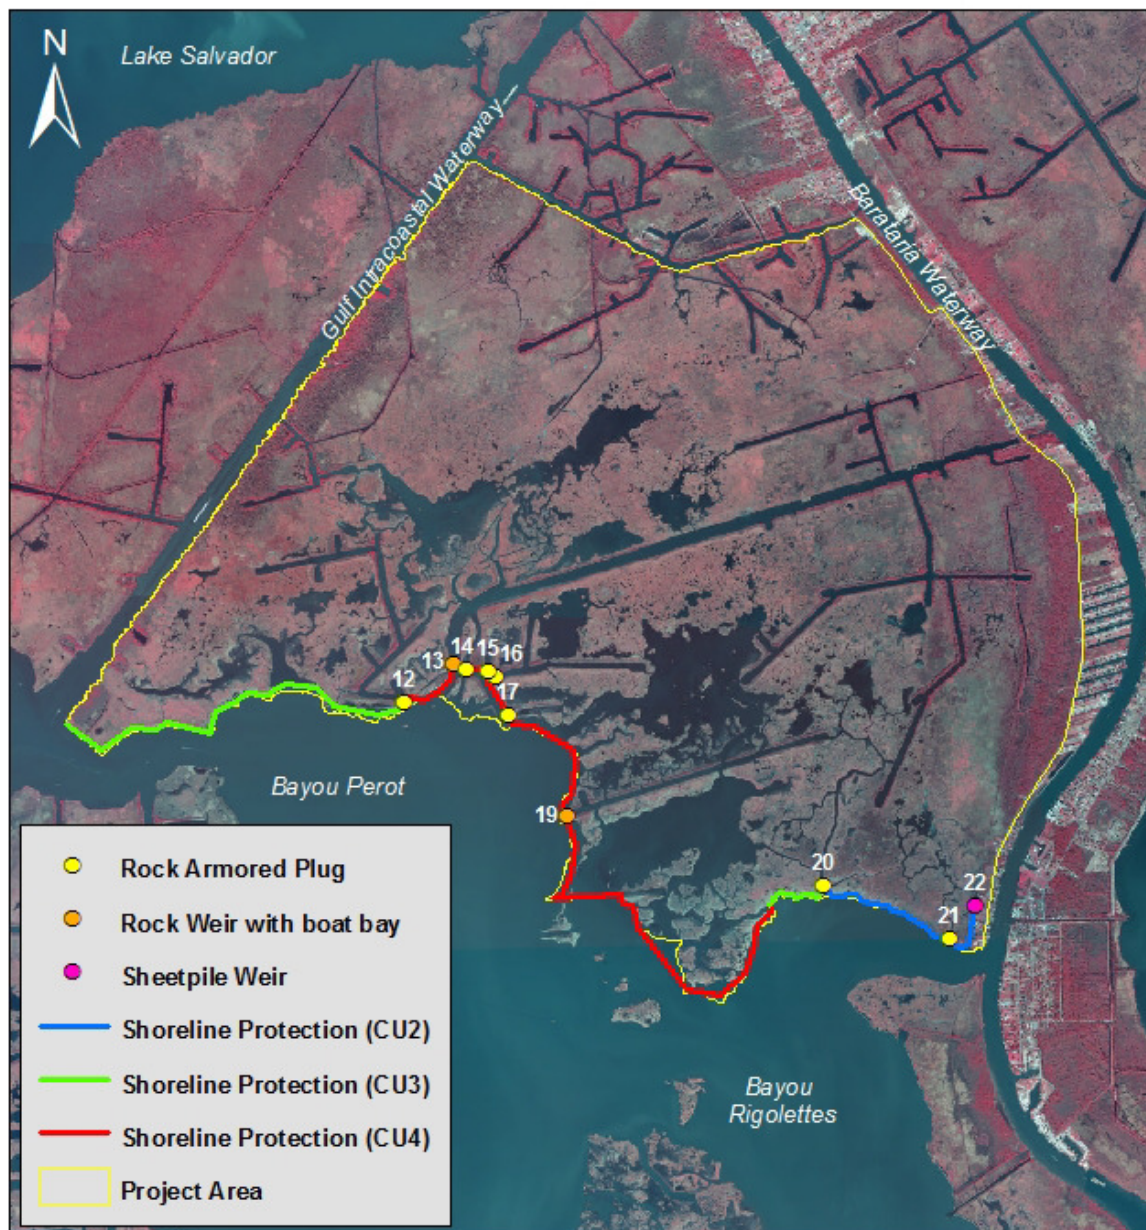 N
Lake Salvador
Gulf Intracoastal Waterway
Barataria Waterway
12
13
14
15
16
17
19
20
21
22
Bayou Perot
Bayou
Rigolettes
Rock Armored Plug
Rock Weir with boat bay
Sheetpile Weir
Shoreline Protection (CU2)
Shoreline Protection (CU3)
Shoreline Protection (CU4)
Project Area